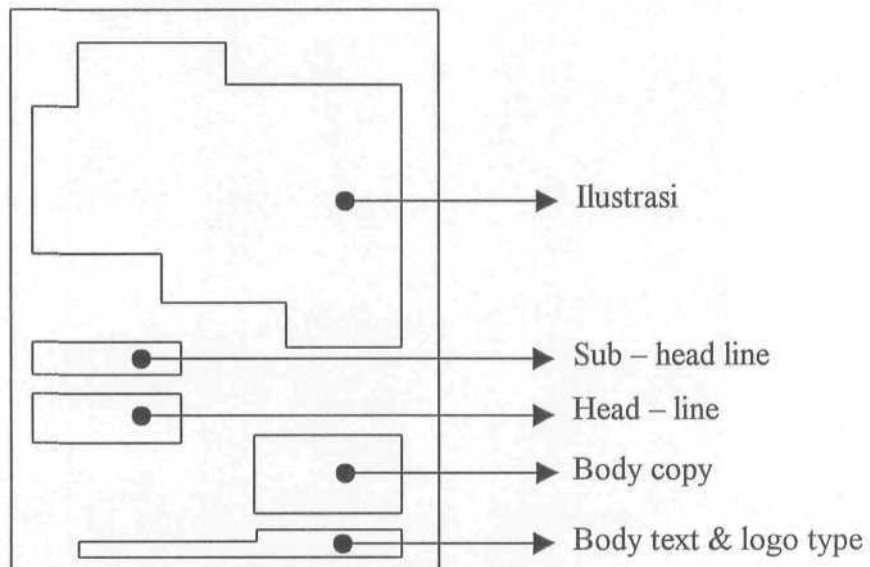 Ilustrasi
Sub – head line
Head – line
Body copy
Body text & logo type